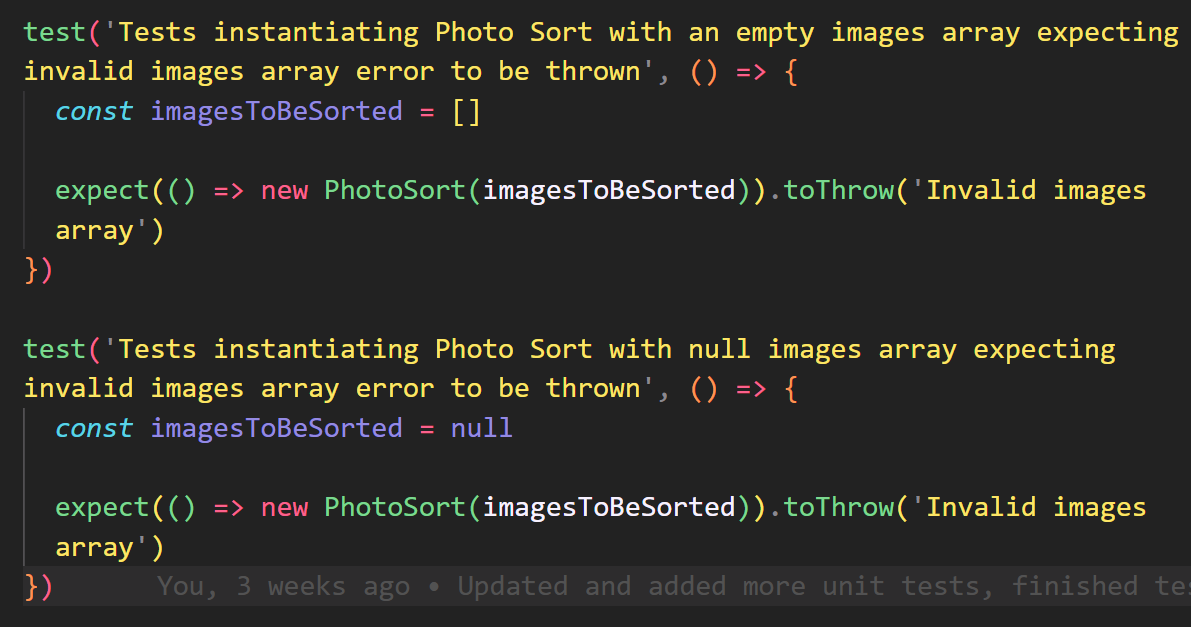 test('Tests instantiating Photo Sort with an empty images array expecting
invalid images array error to be thrown', () => {
const imagesToBeSorted = []
expect(() => new PhotoSort(imagesToBeSorted)).toThrow('Invalid images
array')
})
test('Tests instantiating Photo Sort with null images array expecting
invalid images array error to be thrown', () => {
const imagesToBeSorted = null
expect(() => new PhotoSort(imagesToBeSorted)).toThrow('Invalid images
array')
}) You, 3 weeks ago • Updated and added more unit tests, finished